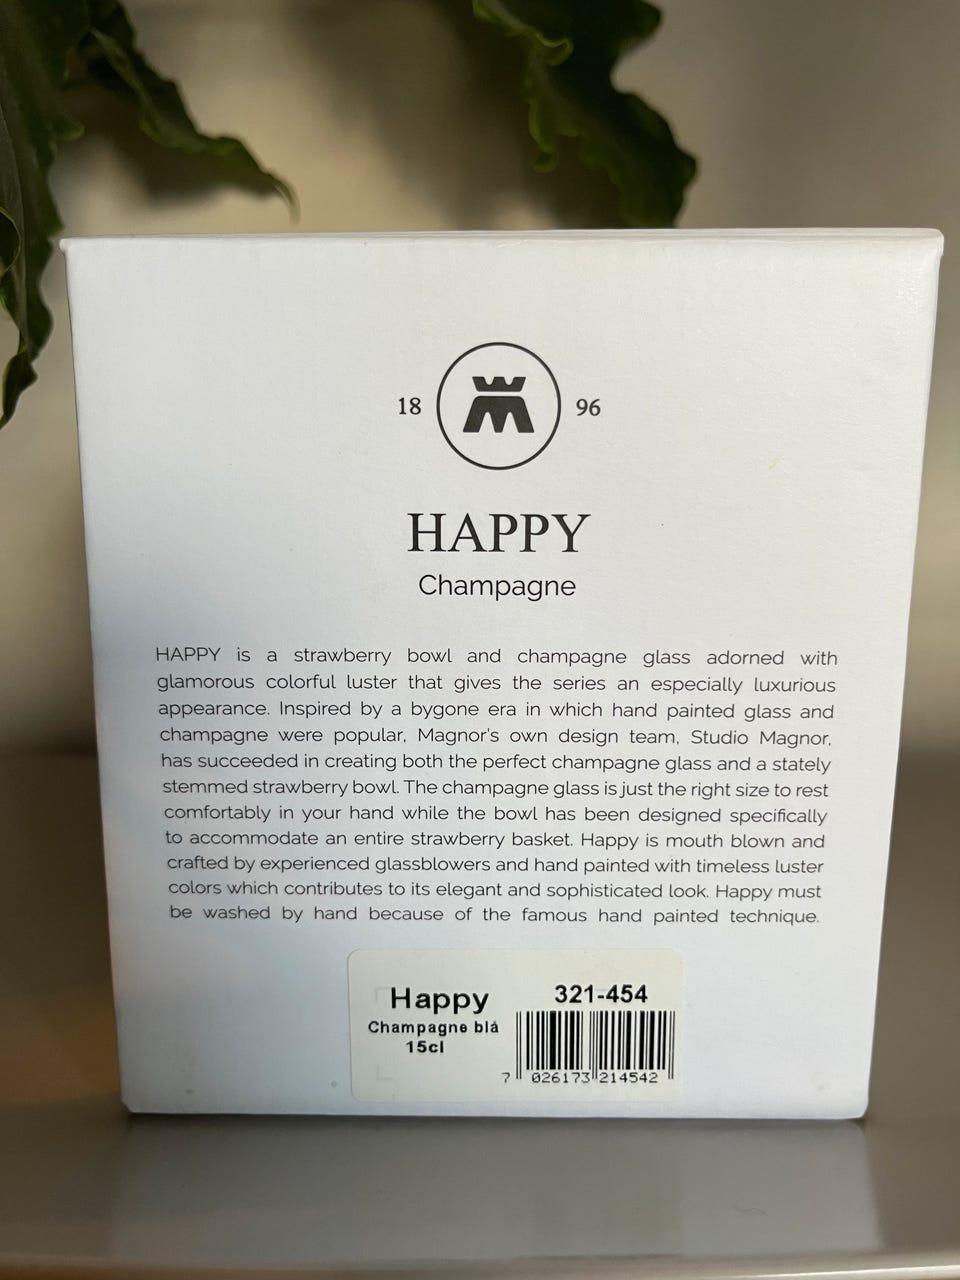 18 96
HAPPY
Champagne
HAPPY is a strawberry bowl and champagne glass adorned with
glamorous colorful luster that gives the series an especially luxurious
appearance. Inspired by a bygone era in which hand painted glass and
champagne were popular, Magnor's own design team, Studio Magnor,
has succeeded in creating both the perfect champagne glass and a stately
stemmed strawberry bowl. The champagne glass is just the right size to rest
comfortably in your hand while the bowl has been designed specifically
to accommodate an entire strawberry basket. Happy is mouth blown and
crafted by experienced glassblowers and hand painted with timeless luster
colors which contributes to its elegant and sophisticated look. Happy must
be washed by hand because of the famous hand painted technique.
Happy
Champagne blå
15cl
321-454
7 026173 214542